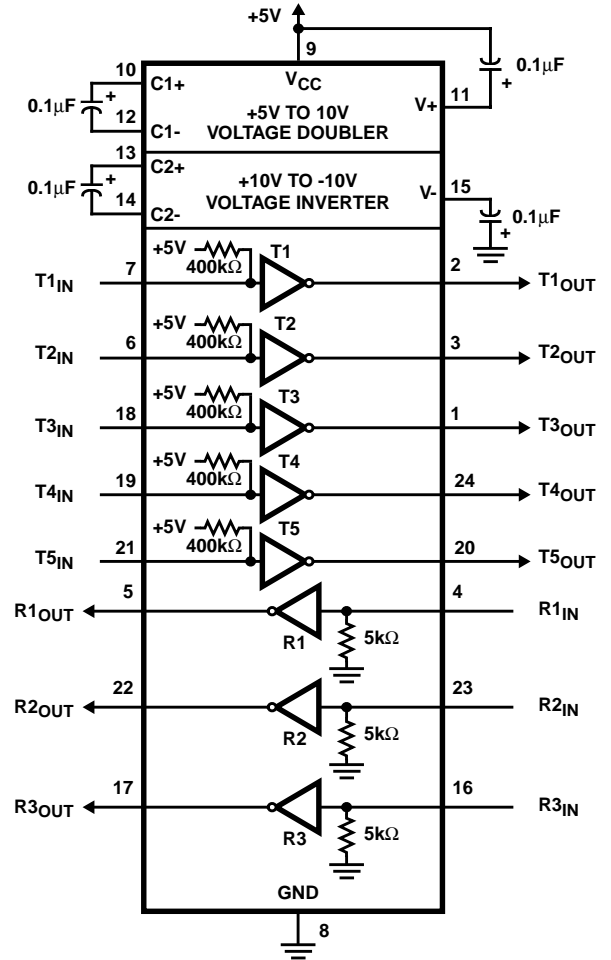 +5V
9
10
C1+
VCC
0.1µF
+
+
0.1µF
11
V+
12
C1-
+5V TO 10V
VOLTAGE DOUBLER
13
C2+
0.1µF
+
14
C2-
+10V TO -10V
VOLTAGE INVERTER
V-
15
0.1µF
+
+5V
400kΩ
T1
T1IN
7
2
T1OUT
+5V
400kΩ
T2
T2IN
6
3
T2OUT
+5V
400kΩ
T3
T3IN
18
1
T3OUT
+5V
400kΩ
T4
T4IN
19
24
T4OUT
+5V
400kΩ
T5
T5IN
21
20
T5OUT
R1OUT
5
4
R1IN
R1
5kΩ
R2OUT
22
23
R2IN
R2
5kΩ
R3OUT
17
16
R3IN
R3
5kΩ
GND
8